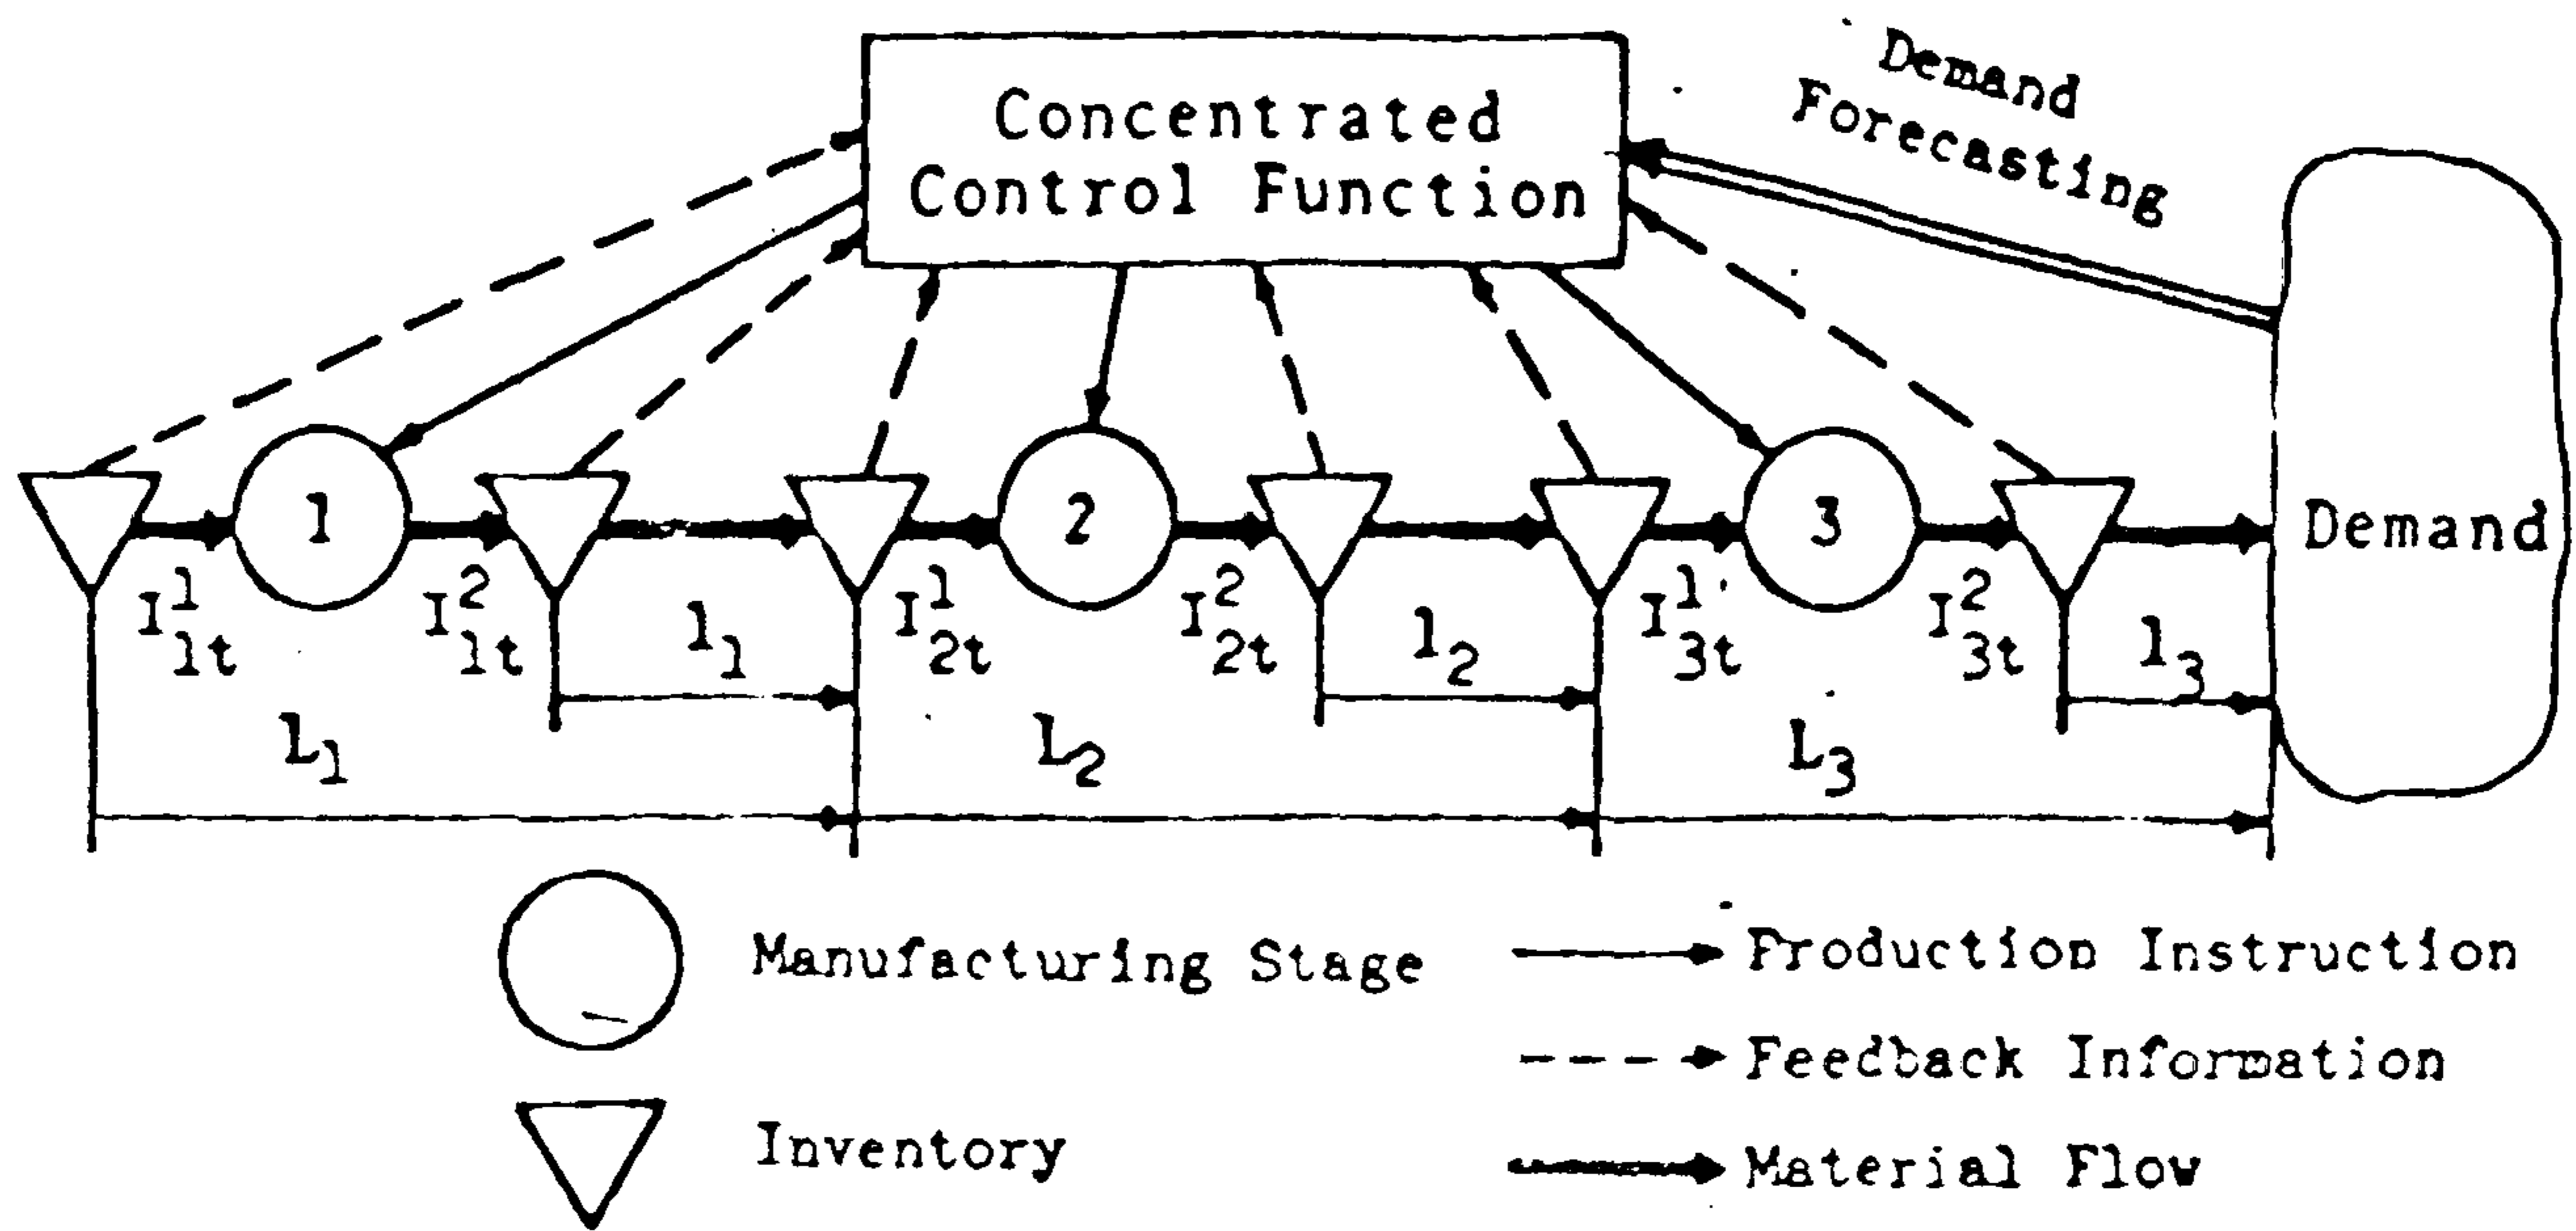 Demand
Forecasting
Concentrated
Control Function
1
2
3
Demand
I¹₁t
I²₁t
l₁
I¹₂t
I²₂t
l₂
I¹₃t
I²₃t
l₃
L₁
L₂
L₃
Manufacturing Stage
Production Instruction
Feedback Information
Inventory
Material Flow